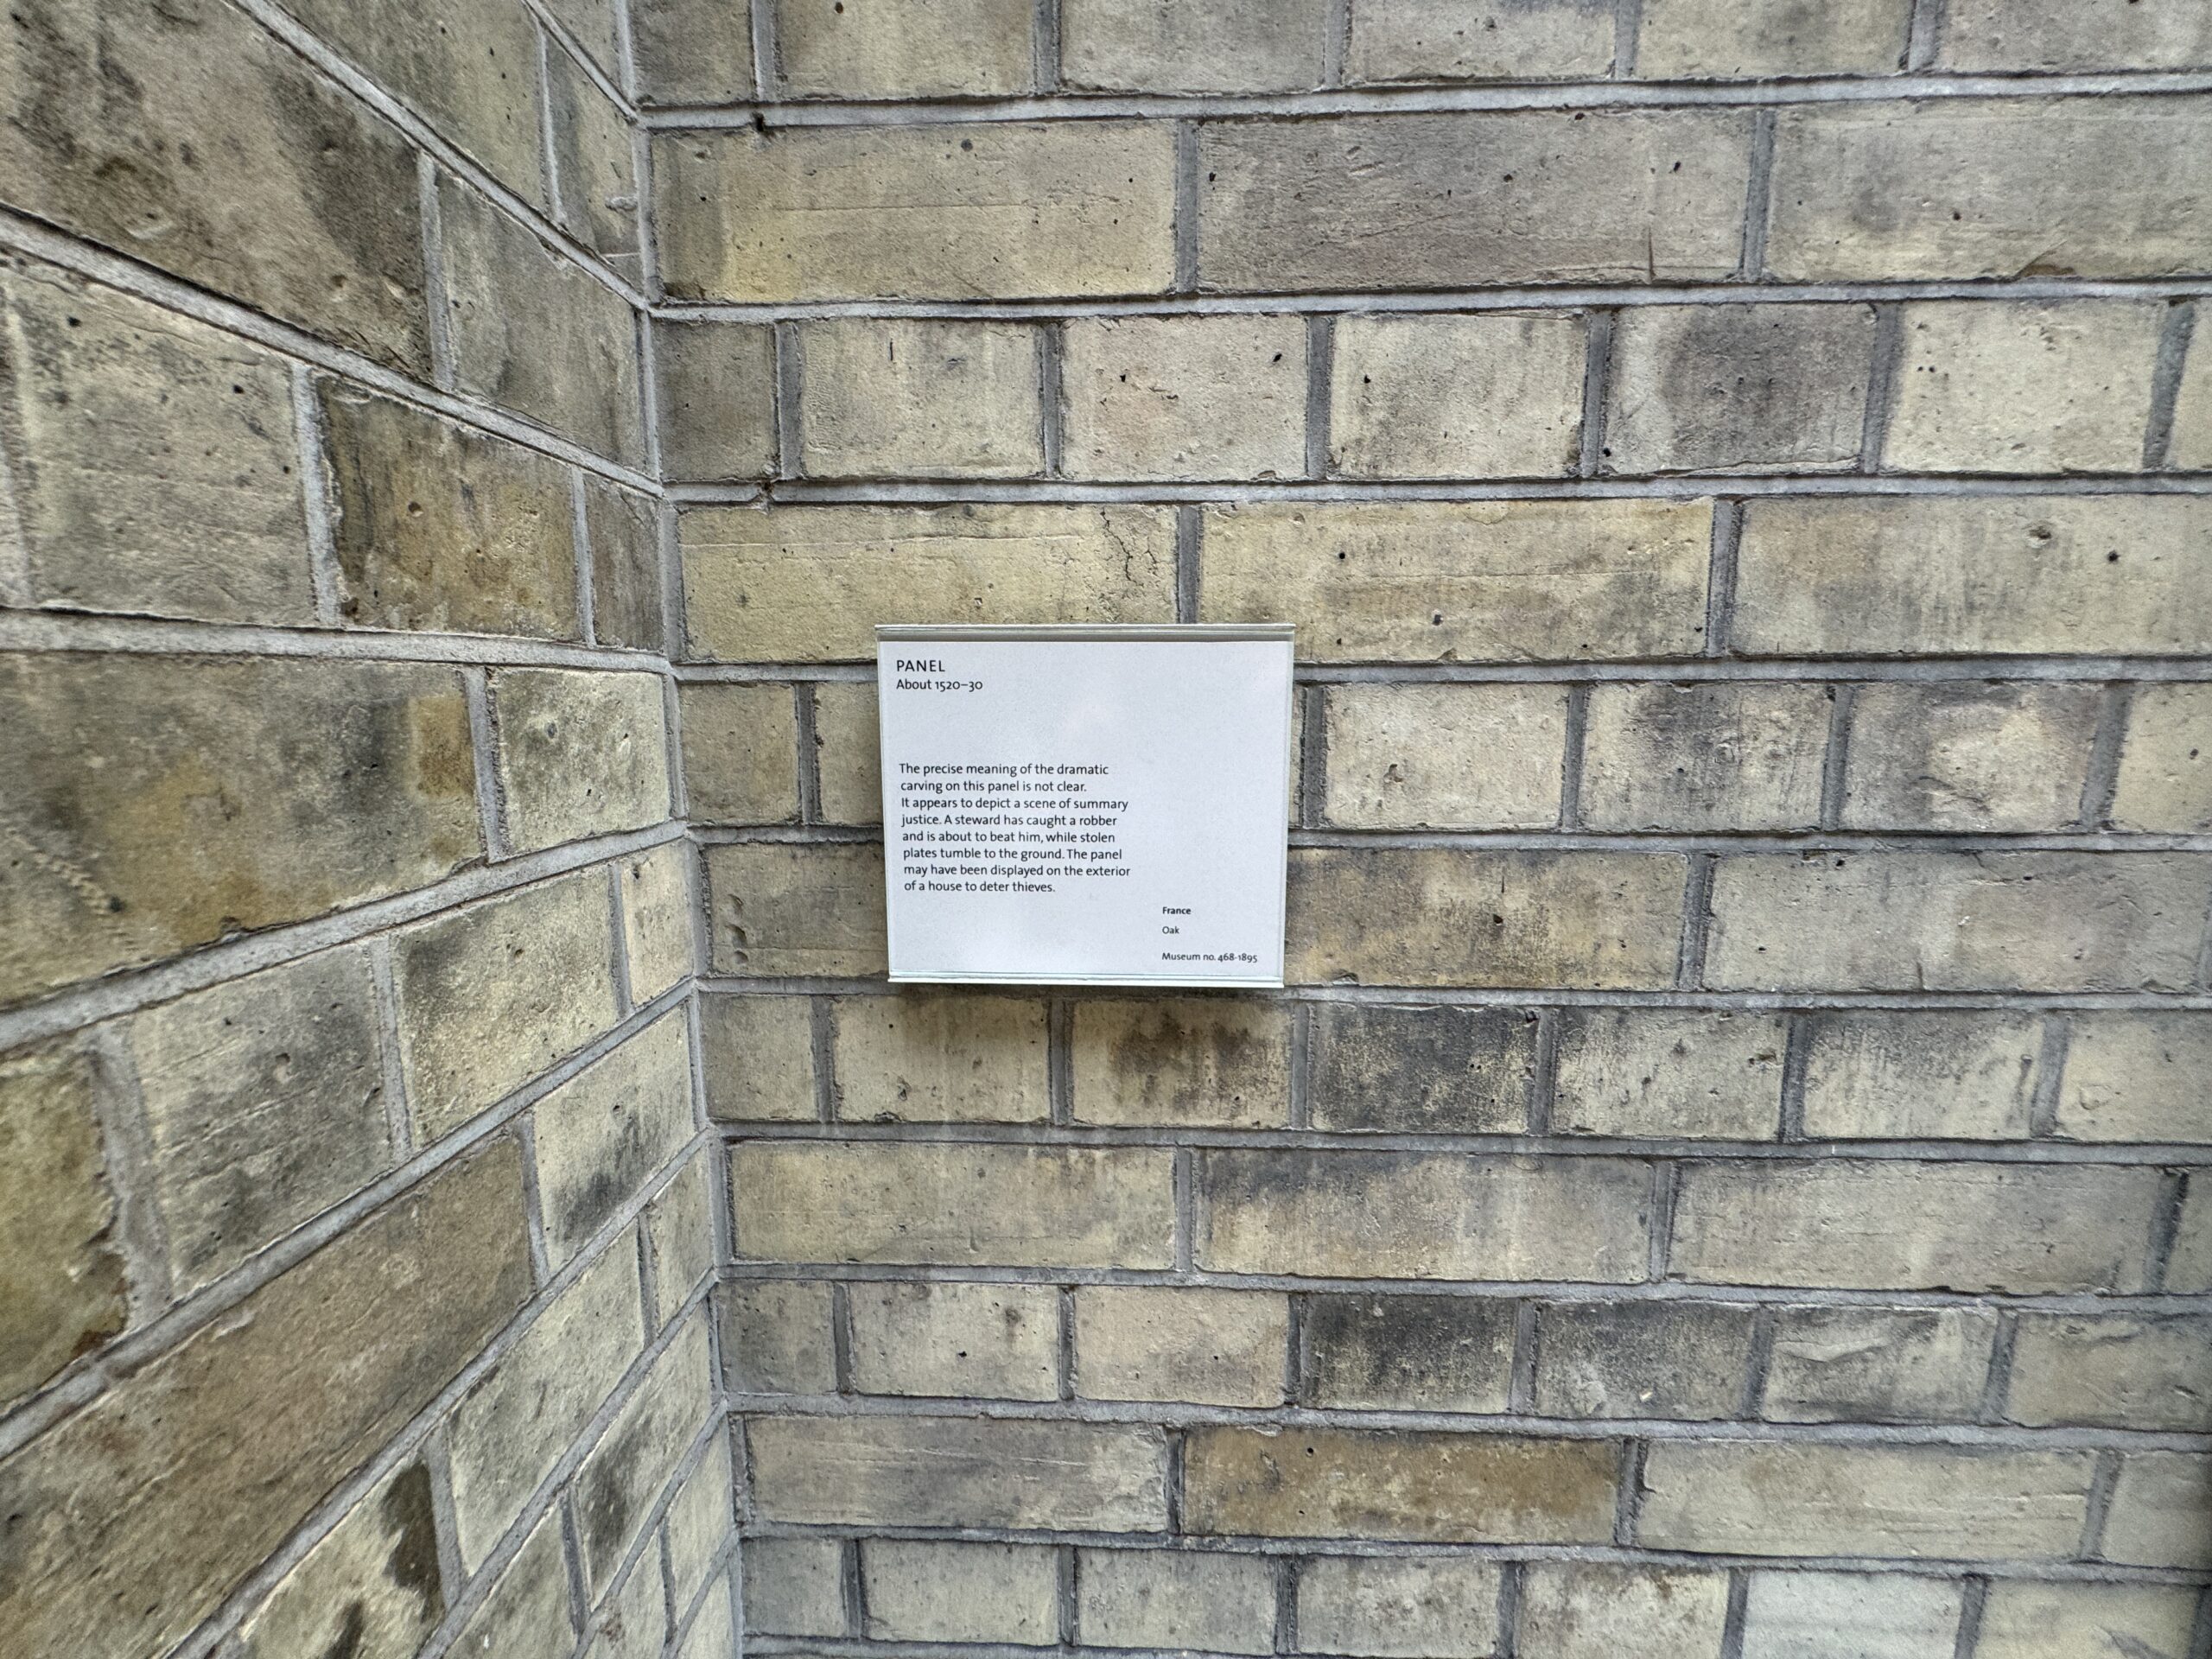 PANEL
About 1520–30
The precise meaning of the dramatic
carving on this panel is not clear.
It appears to depict a scene of summary
justice. A steward has caught a robber
and is about to beat him, while stolen
plates tumble to the ground. The panel
may have been displayed on the exterior
of a house to deter thieves.
France
Oak
Museum no. 468-1895